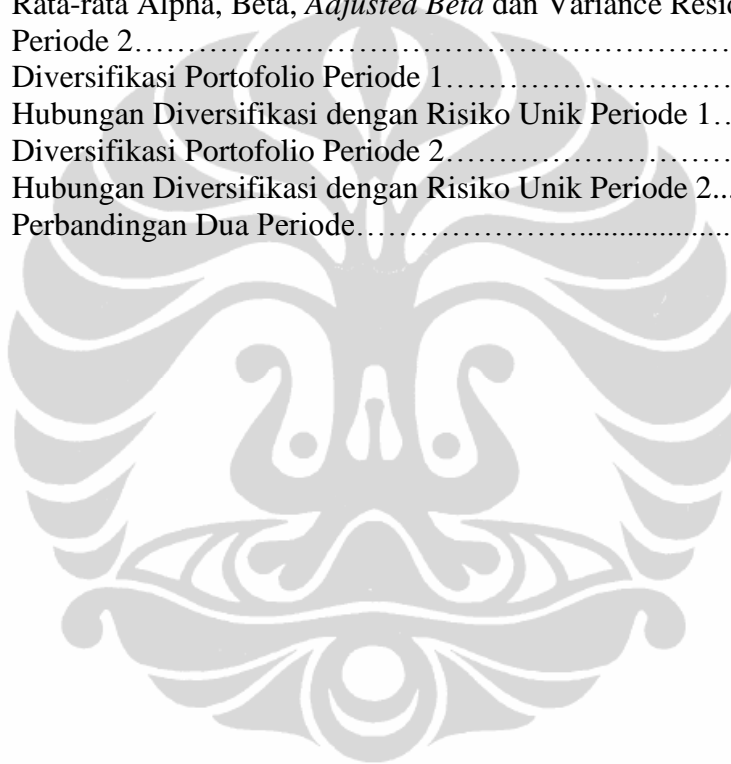 Rata-rata Alpha, Beta, Adjusted Beta dan Variance
Periode 2……………………………………………………
Diversifikasi Portofolio Periode 1………………………
Hubungan Diversifikasi dengan Risiko Unik Periode 1…
Diversifikasi Portofolio Periode 2………………………
Hubungan Diversifikasi dengan Risiko Unik Periode 2...
Perbandingan Dua Periode……………………..................